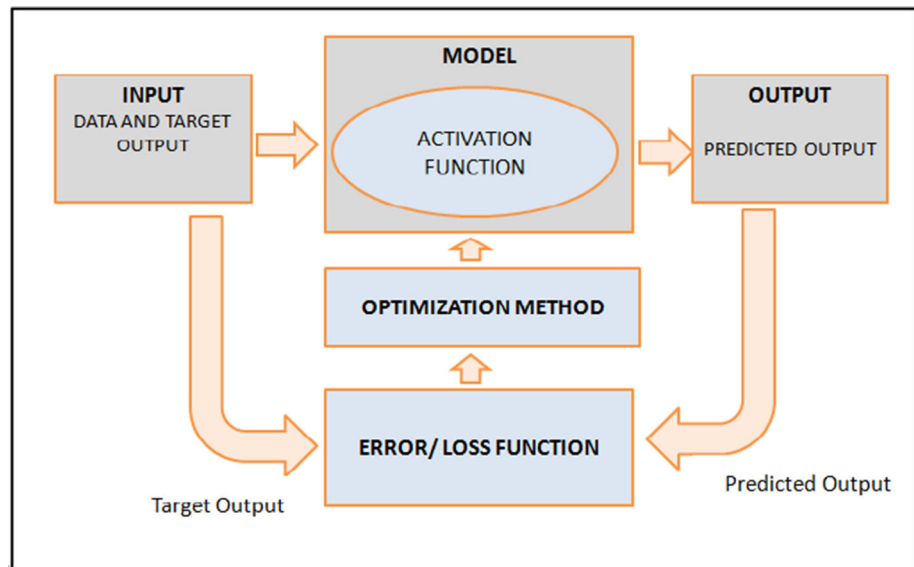 INPUT
DATA AND TARGET
OUTPUT
MODEL
ACTIVATION
FUNCTION
OUTPUT
PREDICTED OUTPUT
OPTIMIZATION METHOD
ERROR/ LOSS FUNCTION
Target Output
Predicted Output